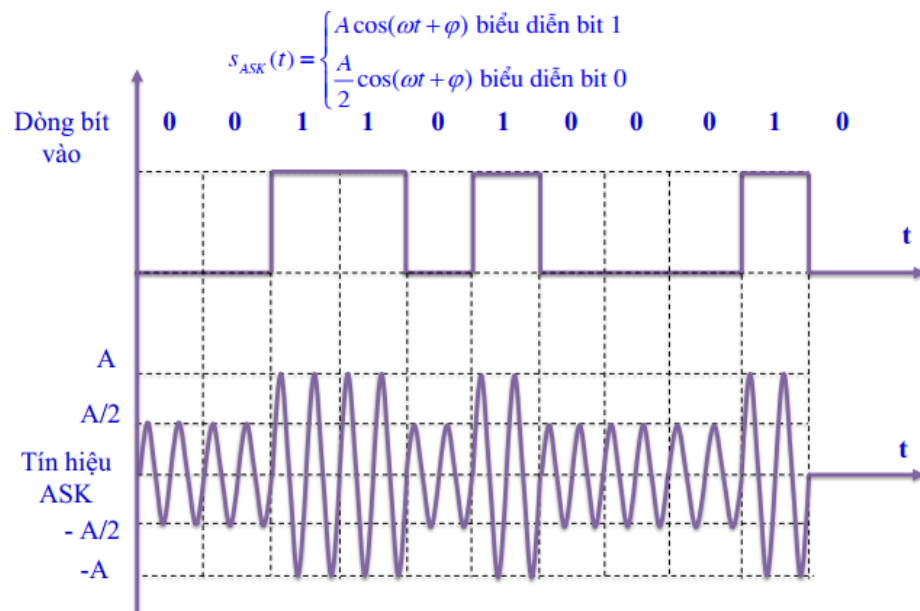 s_ASK(t) = { A cos(ωt + φ) biểu diễn bit 1
A/2 cos(ωt + φ) biểu diễn bit 0
Dòng bít vào
0 0 1 1 0 1 0 0 0 1 0
t
A
A/2
t
Tín hiệu
ASK
- A/2
-A